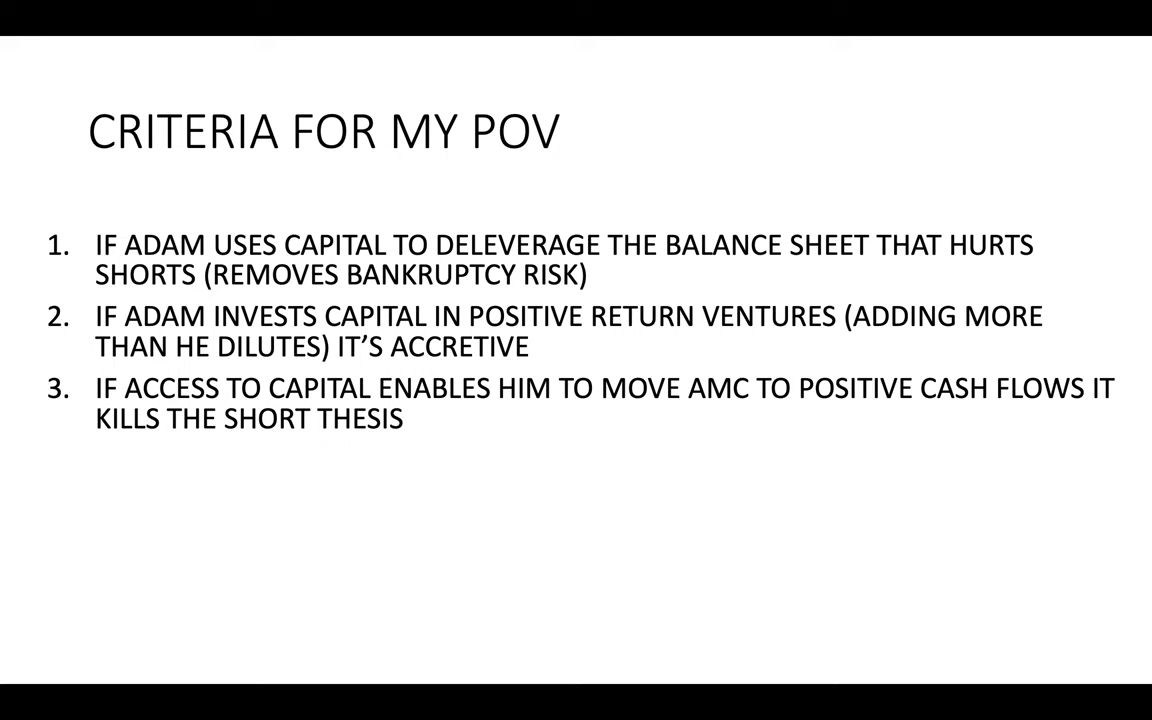 CRITERIA FOR MY POV
1. IF ADAM USES CAPITAL TO DELEVERAGE THE BALANCE SHEET THAT HURTS
SHORTS (REMOVES BANKRUPTCY RISK)
2. IF ADAM INVESTS CAPITAL IN POSITIVE RETURN VENTURES (ADDING MORE
THAN HE DILUTES) IT’S ACCRETIVE
3. IF ACCESS TO CAPITAL ENABLES HIM TO MOVE AMC TO POSITIVE CASH FLOWS IT
KILLS THE SHORT THESIS